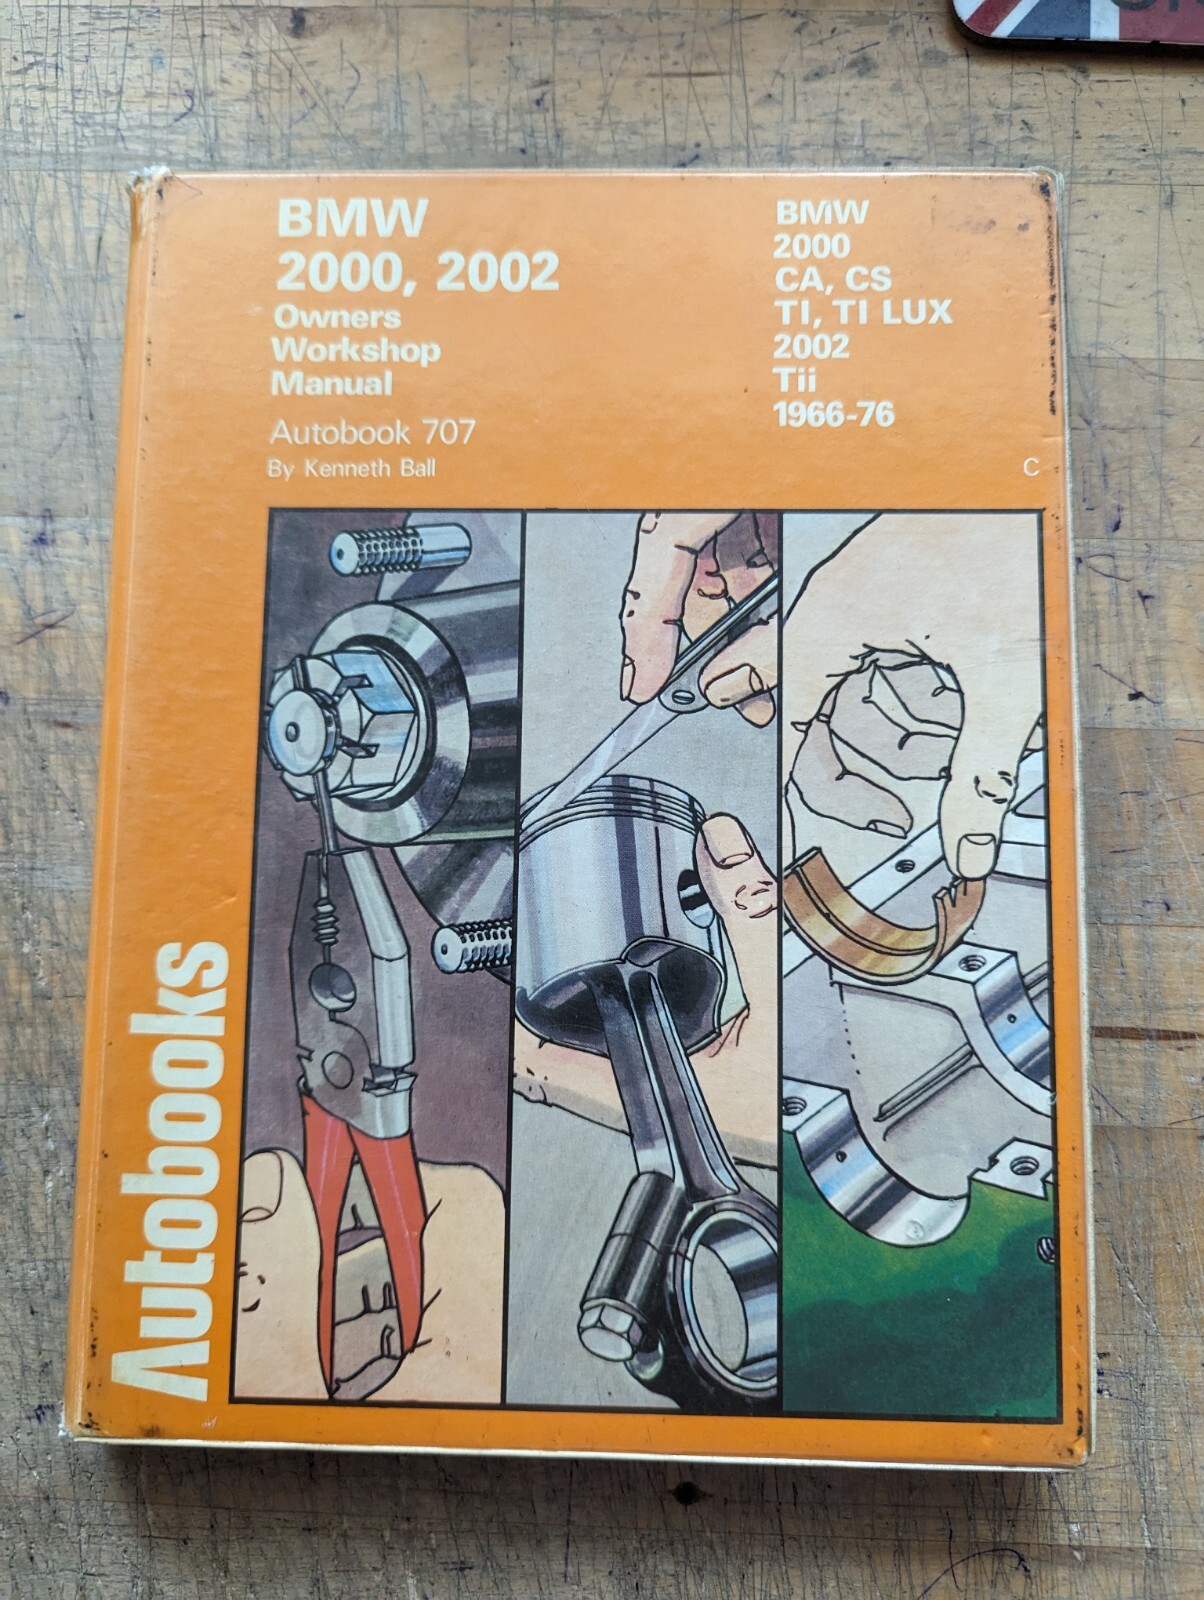 BMW
2000, 2002
Owners
Workshop
Manual
Autobook 707
By Kenneth Ball
BMW
2000
CA, CS
TI, TI LUX
2002
Tii
1966-76
C
Autobooks